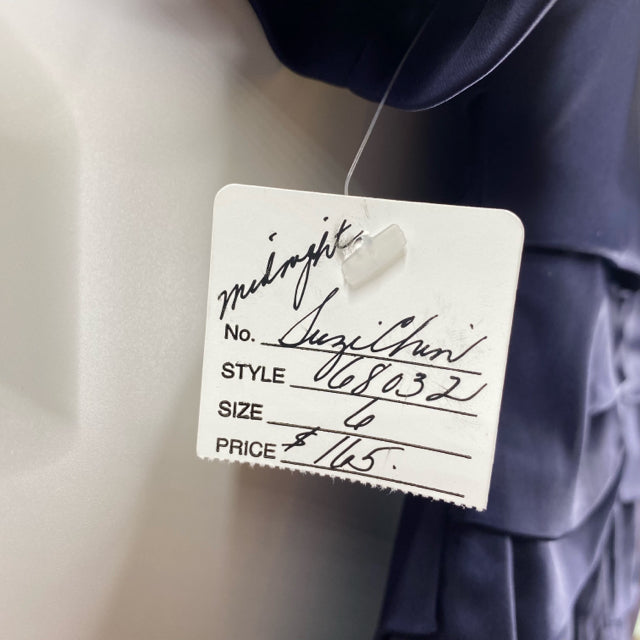 midnight
No. Suzi Chin
STYLE 68032
SIZE 6
PRICE $165.